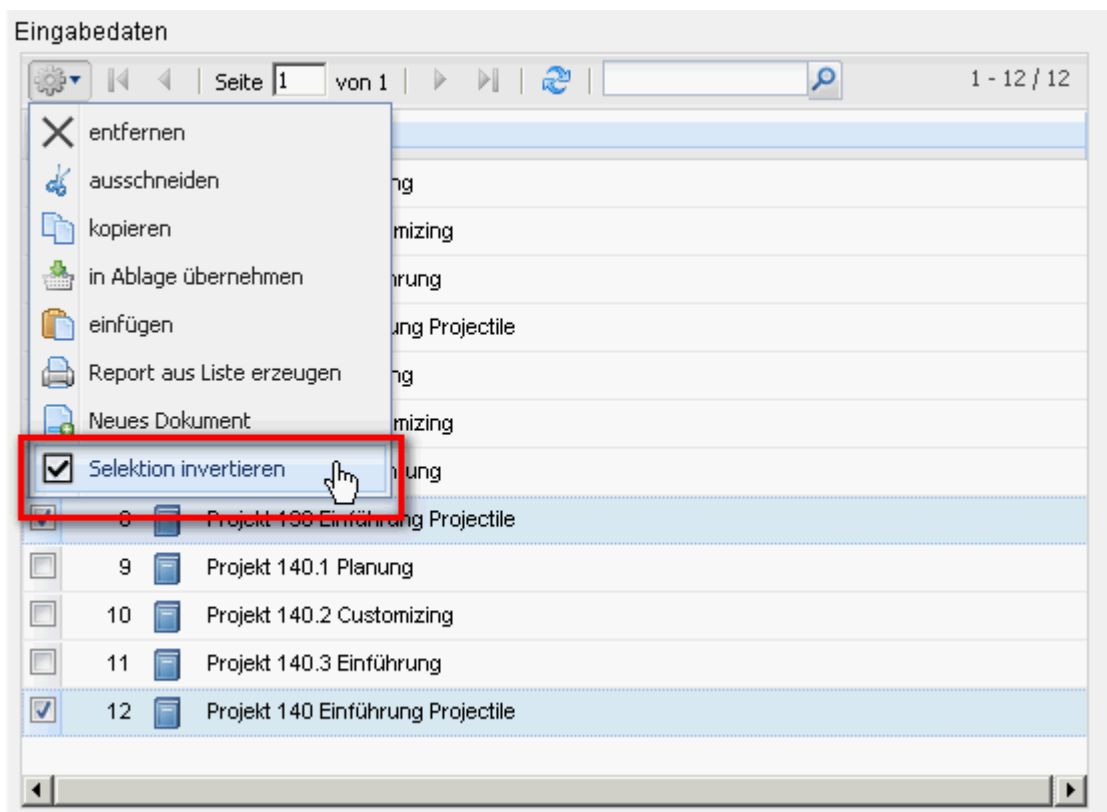 Eingabedaten
Seite 1 von 1 1 - 12 / 12
entfernen
ausschneiden ng
kopieren mizing
in Ablage übernehmen hrung
einfügen ung Projectile
Report aus Liste erzeugen ng
Neues Dokument mizing
Selektion invertieren ung
8 Projekt Einführung Projectile
9 Projekt 140.1 Planung
10 Projekt 140.2 Customizing
11 Projekt 140.3 Einführung
12 Projekt 140 Einführung Projectile